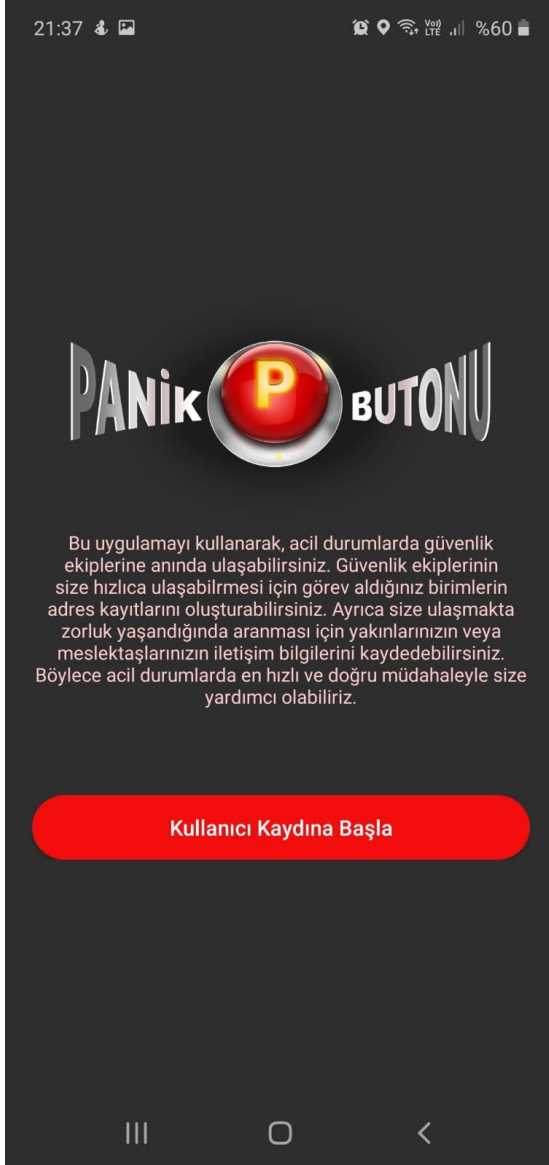 21:37
Vo)) LTE %60
PANİK P BUTONU
Bu uygulamayı kullanarak, acil durumlarda güvenlik
ekiplerine anında ulaşabilirsiniz. Güvenlik ekiplerinin
size hızlıca ulaşabilrmesi için görev aldığınız birimlerin
adres kayıtlarını oluşturabilirsiniz. Ayrıca size ulaşmakta
zorluk yaşandığında aranması için yakınlarınızın veya
meslektaşlarınızın iletişim bilgilerini kaydedebilirsiniz.
Böylece acil durumlarda en hızlı ve doğru müdahaleyle size
yardımcı olabiliriz.
Kullanıcı Kaydına Başla